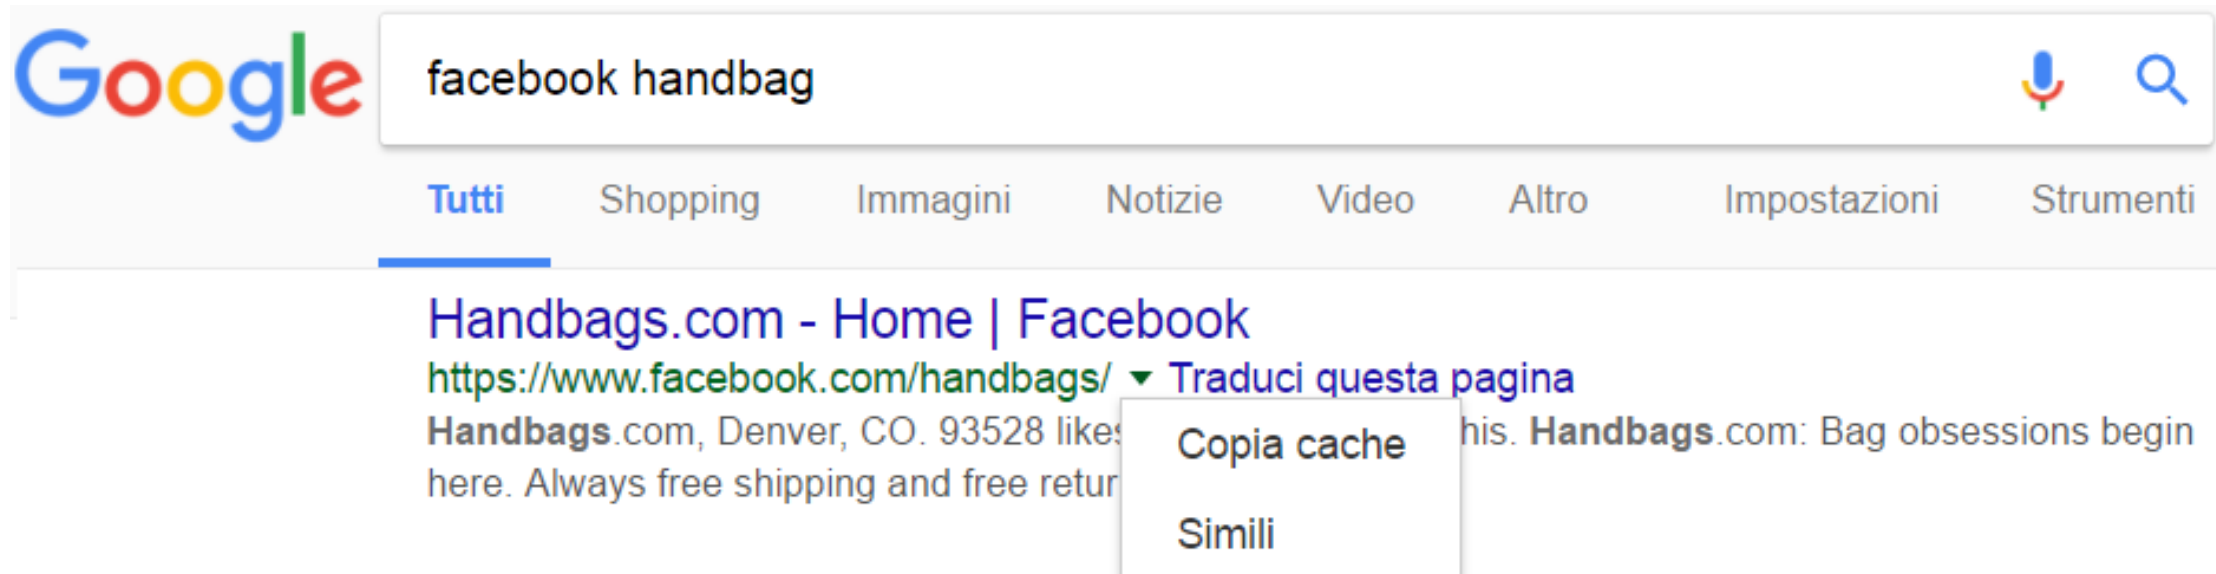 Google facebook handbag
Tutti Shopping Immagini Notizie Video Altro Impostazioni Strumenti
Handbags.com - Home | Facebook
https://www.facebook.com/handbags/ Traduci questa pagina
Handbags.com, Denver, CO. 93528 likes his. Handbags.com: Bag obsessions begin
Copia cache
here. Always free shipping and free retur
Simili